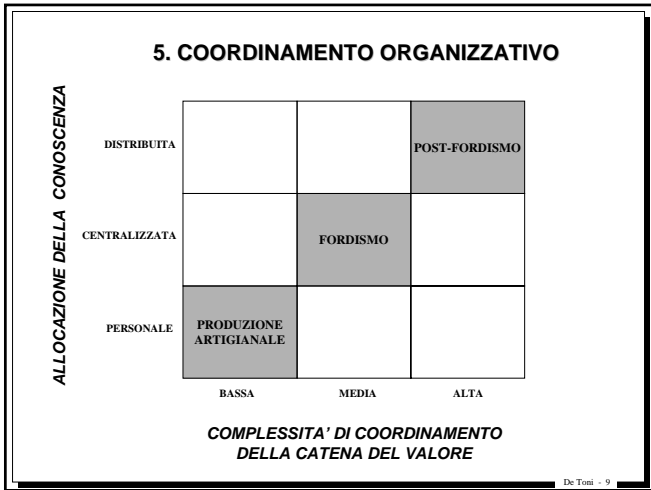 5. COORDINAMENTO ORGANIZZATIVO
ALLOCAZIONE DELLA CONOSCENZA
DISTRIBUITA
POST-FORDISMO
CENTRALIZZATA
FORDISMO
PERSONALE
PRODUZIONE
ARTIGIANALE
BASSA
MEDIA
ALTA
COMPLESSITA' DI COORDINAMENTO
DELLA CATENA DEL VALORE
De Toni - 9